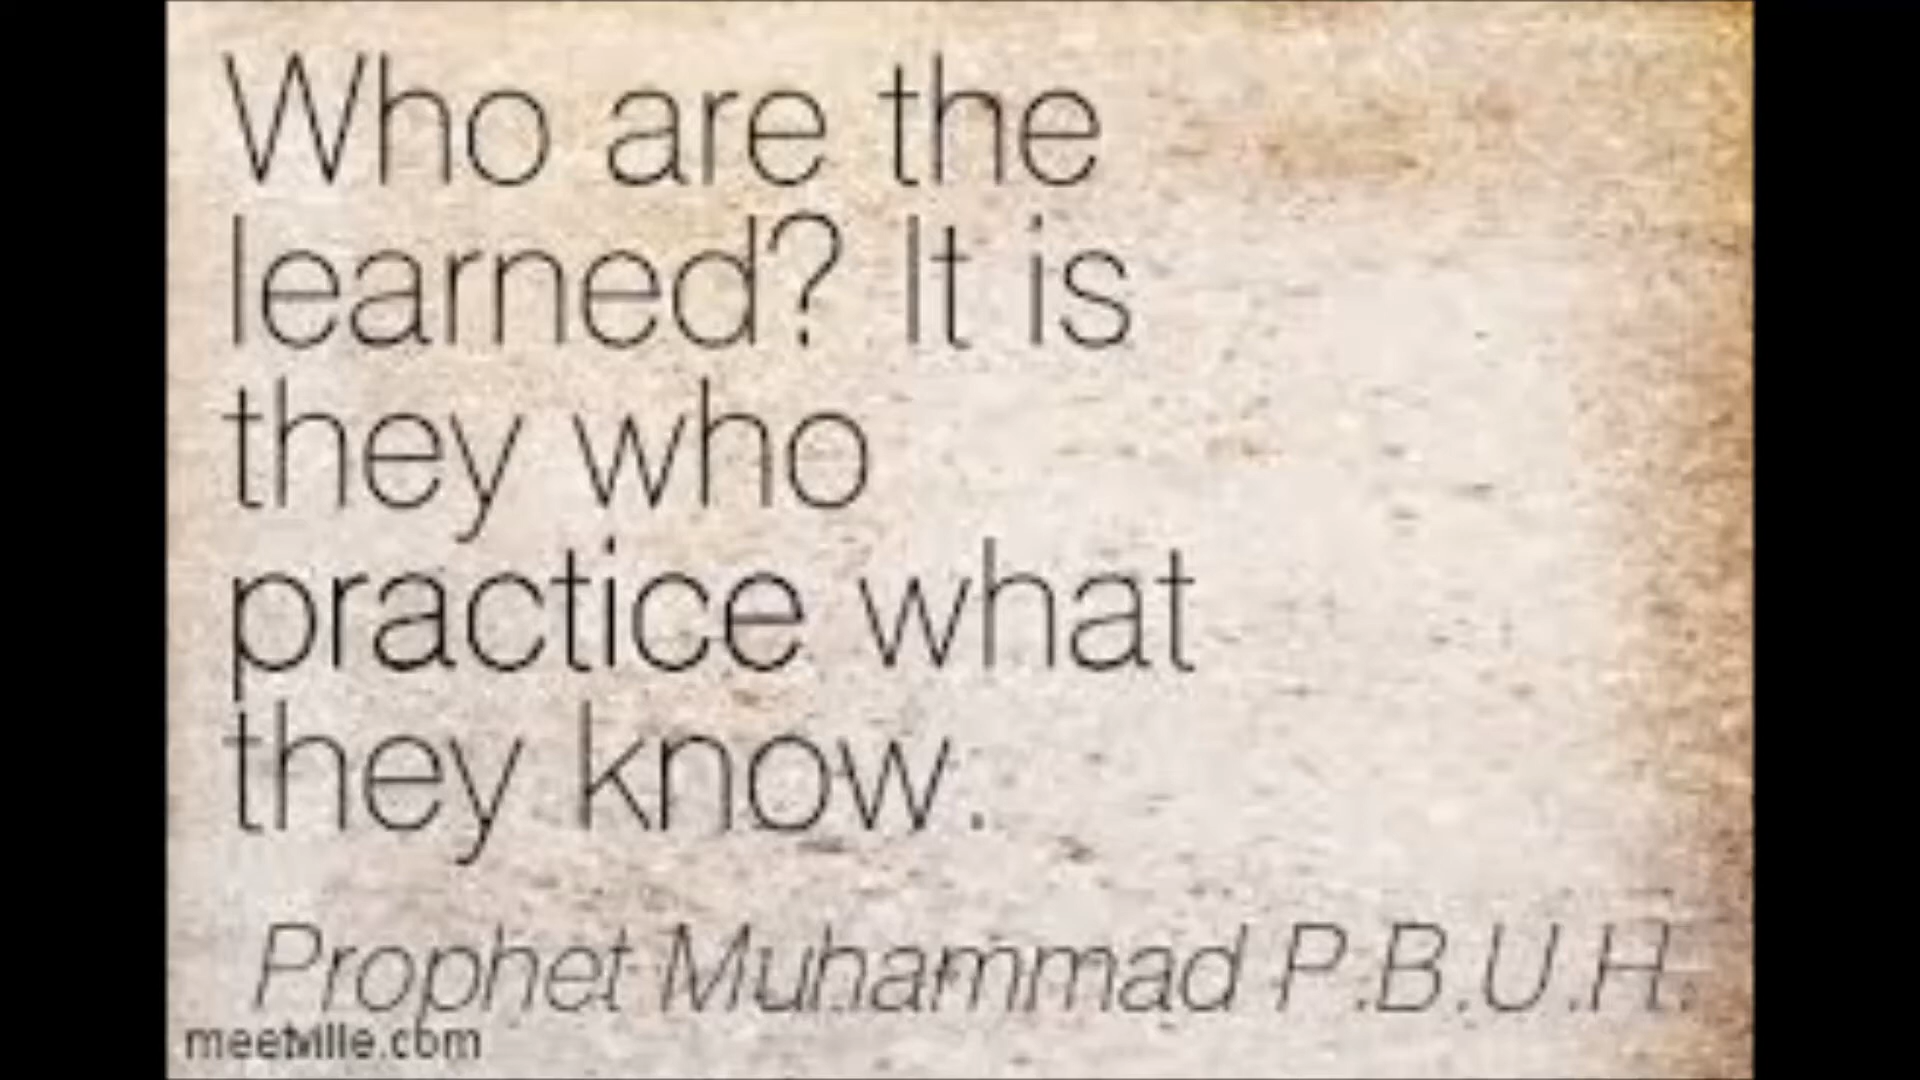 Who are the
learned? It is
they who
practice what
they know.
Prophet Muhammad P.B.U.H.
meetville.com